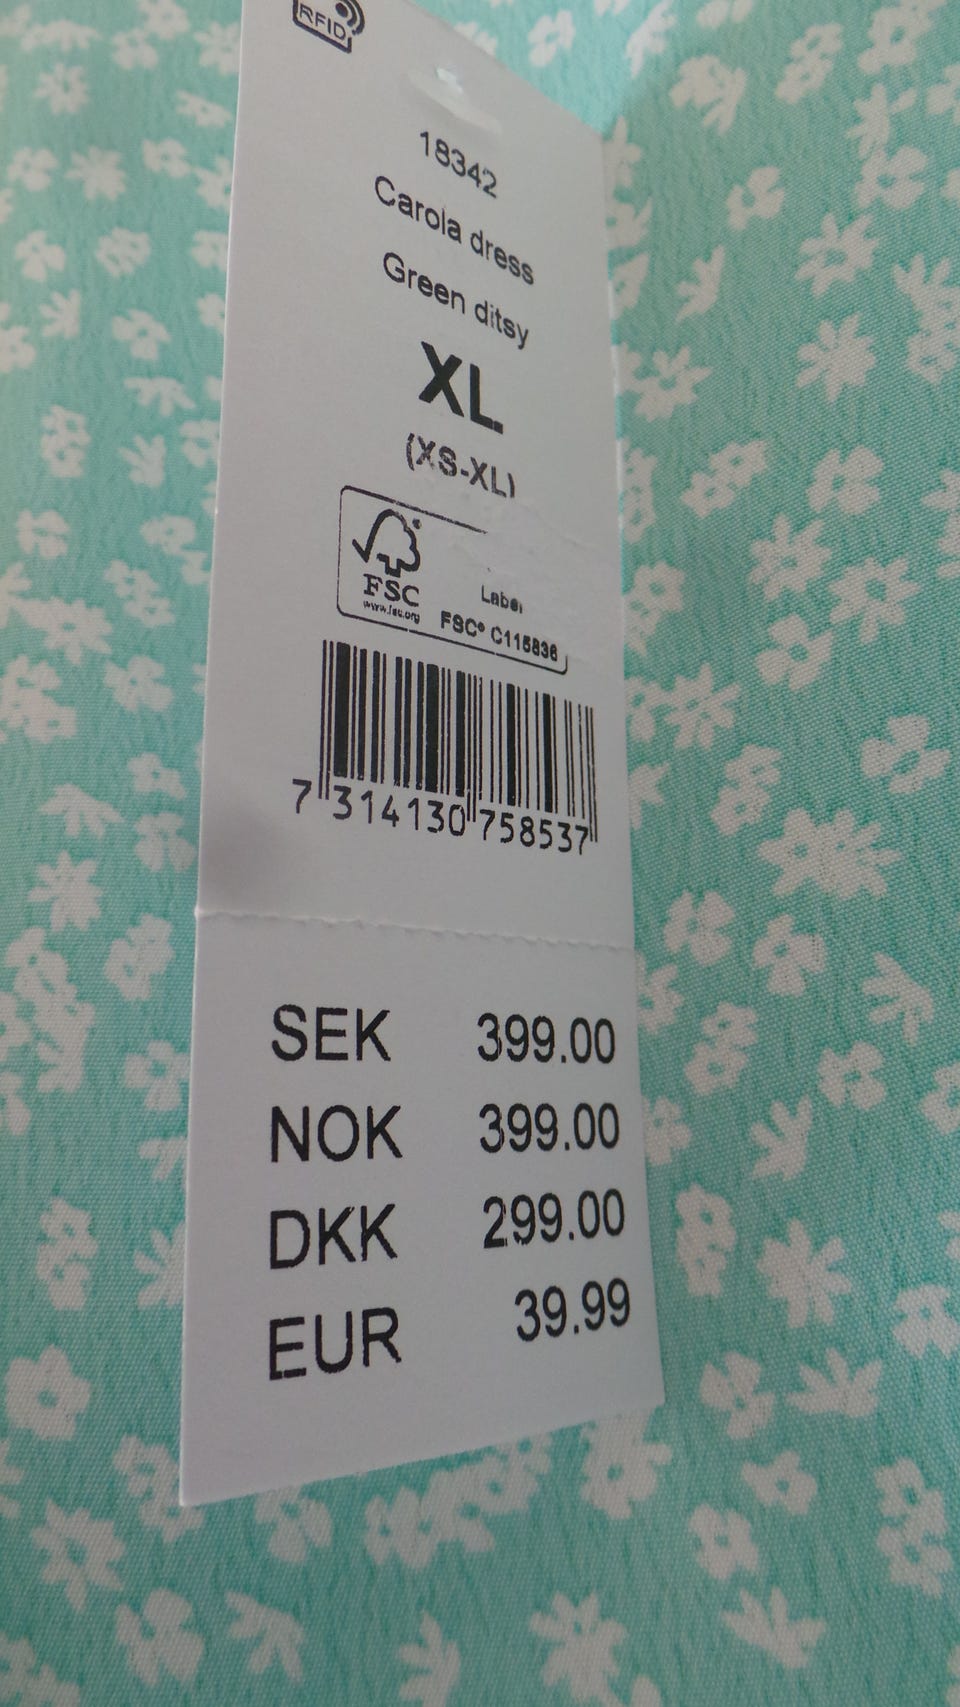 RFID
18342
Carola dress
Green ditsy
XL
(XS-XL)
FSC
www.fsc.org
Label
FSC® C115836
7 314130 758537
SEK 399.00
NOK 399.00
DKK 299.00
EUR 39.99